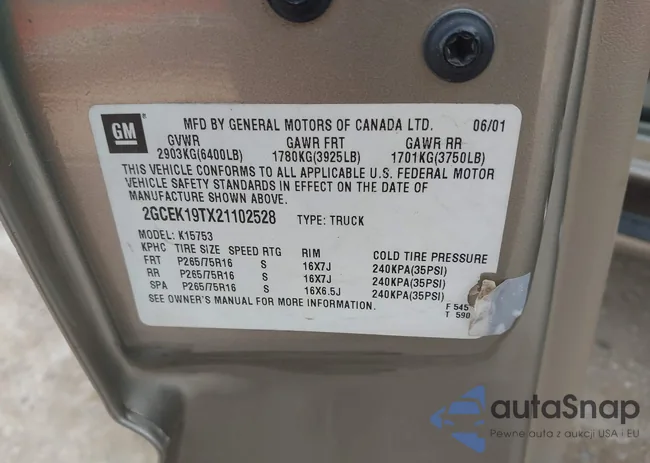 GM
MFD BY GENERAL MOTORS OF CANADA LTD. 06/01
GVWR GAWR FRT GAWR RR
2903KG(6400LB) 1780KG(3925LB) 1701KG(3750LB)
THIS VEHICLE CONFORMS TO ALL APPLICABLE U.S. FEDERAL MOTOR
VEHICLE SAFETY STANDARDS IN EFFECT ON THE DATE OF
MANUFACTURE SHOWN ABOVE.
2GCEK19TX21102528 TYPE: TRUCK
MODEL: K15753
KPHC TIRE SIZE SPEED RTG RIM COLD TIRE PRESSURE
FRT P265/75R16 S 16X7J 240KPA(35PSI)
RR P265/75R16 S 16X7J 240KPA(35PSI)
SPA P265/75R16 S 16X6.5J 240KPA(35PSI)
SEE OWNER'S MANUAL FOR MORE INFORMATION.
F 545
T 590
autaSnap
Pewne auta z aukcji USA i EU